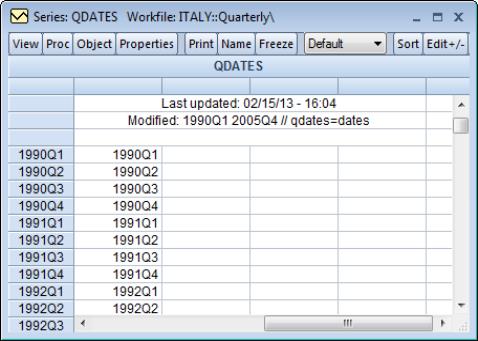 Series: QDATES Workfile: ITALY::Quarterly\
View Proc Object Properties Print Name Freeze Default Sort Edit+/-
QDATES
Last updated: 02/15/13 - 16:04
Modified: 1990Q1 2005Q4 // qdates=dates
1990Q1 1990Q1
1990Q2 1990Q2
1990Q3 1990Q3
1990Q4 1990Q4
1991Q1 1991Q1
1991Q2 1991Q2
1991Q3 1991Q3
1991Q4 1991Q4
1992Q1 1992Q1
1992Q2 1992Q2
1992Q3